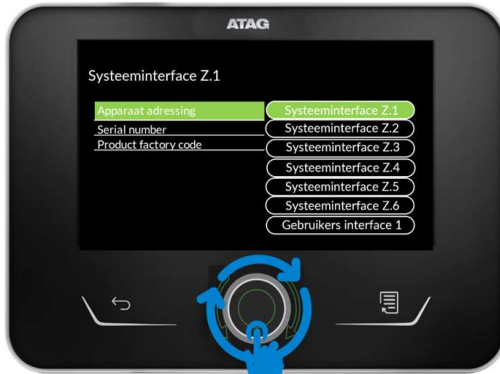 ATAG
Systeeminterface Z.1
Apparaat adressing
Systeeminterface Z.1
Serial number
Systeeminterface Z.2
Product factory code
Systeeminterface Z.3
Systeeminterface Z.4
Systeeminterface Z.5
Systeeminterface Z.6
Gebruikers interface 1